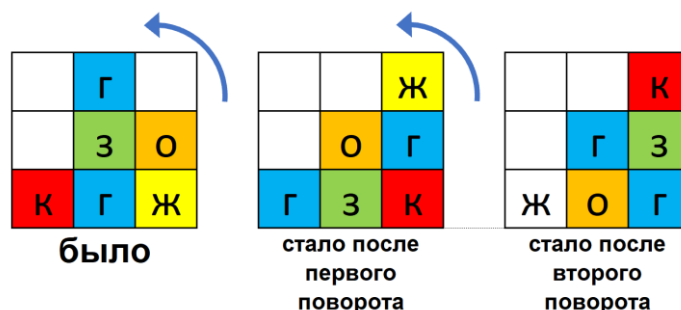 г ж к
з о о г г з
к г ж г з к ж о г
было
стало после
первого
поворота
стало после
второго
поворота